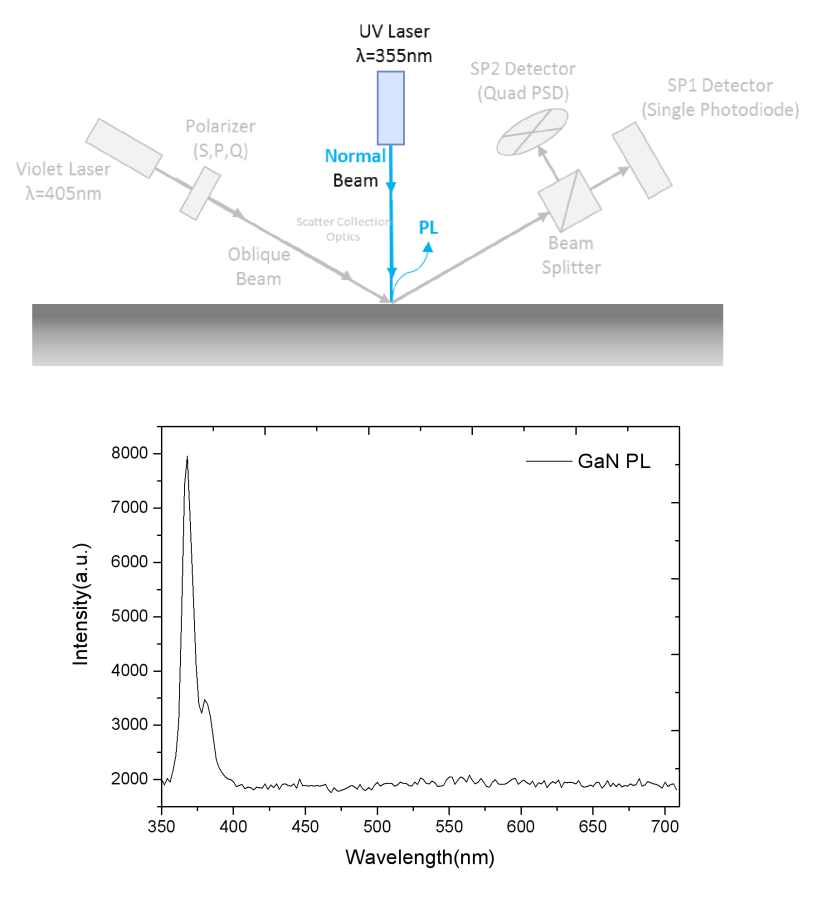 UV Laser
λ=355nm
SP2 Detector
(Quad PSD)
SP1 Detector
(Single Photodiode)
Polarizer
(S,P,Q)
Violet Laser
λ=405nm
Normal
Beam
Scatter Collection
Optics
PL
Oblique
Beam
Beam
Splitter
GaN PL
8000
7000
6000
5000
4000
3000
2000
Intensity(a.u.)
350 400 450 500 550 600 650 700
Wavelength(nm)